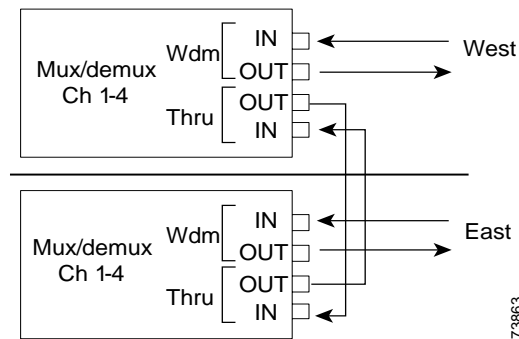 Mux/demux
Ch 1-4
Wdm
IN
OUT
Thru
OUT
IN
West
Mux/demux
Ch 1-4
Wdm
IN
OUT
Thru
OUT
IN
East
73863